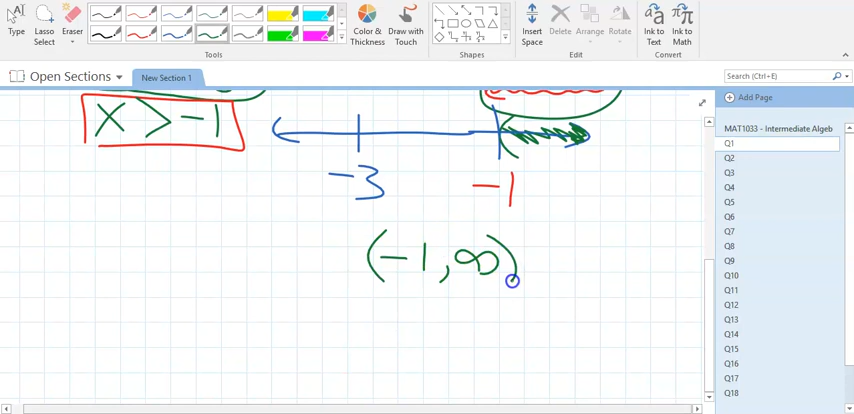 Type
Lasso Select
Eraser
Color & Thickness
Draw with Touch
Insert Space
Delete
Arrange
Rotate
Ink to Text
Ink to Math
Tools
Shapes
Edit
Convert
Open Sections
New Section 1
Search (Ctrl+E)
Add Page
MAT1033 - Intermediate Algeb
Q1
Q2
Q3
Q4
Q5
Q6
Q7
Q8
Q9
Q10
Q11
Q12
Q13
Q14
Q15
Q16
Q17
Q18
x > -1
-3
-1
(-1, ∞)